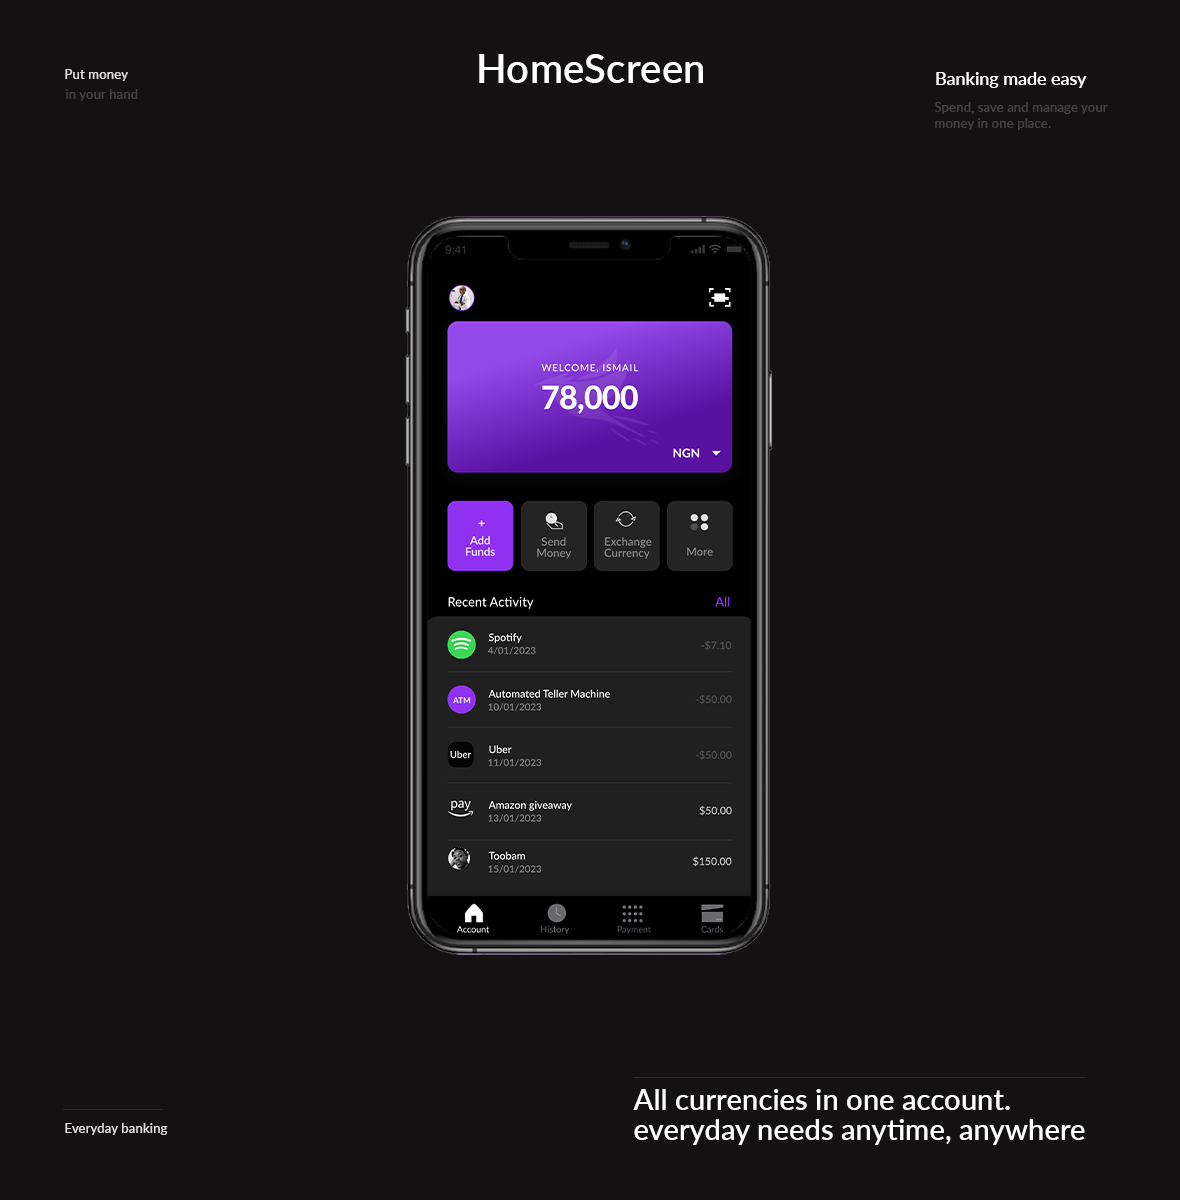 Put money
in your hand
HomeScreen
Banking made easy
Spend, save and manage your
money in one place.
9:41
WELCOME, ISMAIL
78,000
NGN
+
Add
Funds
Send
Money
Exchange
Currency
More
Recent Activity
All
Spotify
4/01/2023
-$7.10
ATM
Automated Teller Machine
10/01/2023
-$50.00
Uber
Uber
11/01/2023
-$50.00
pay
Amazon giveaway
13/01/2023
$50.00
Toobam
15/01/2023
$150.00
Account
History
Payment
Cards
Everyday banking
All currencies in one account.
everyday needs anytime, anywhere